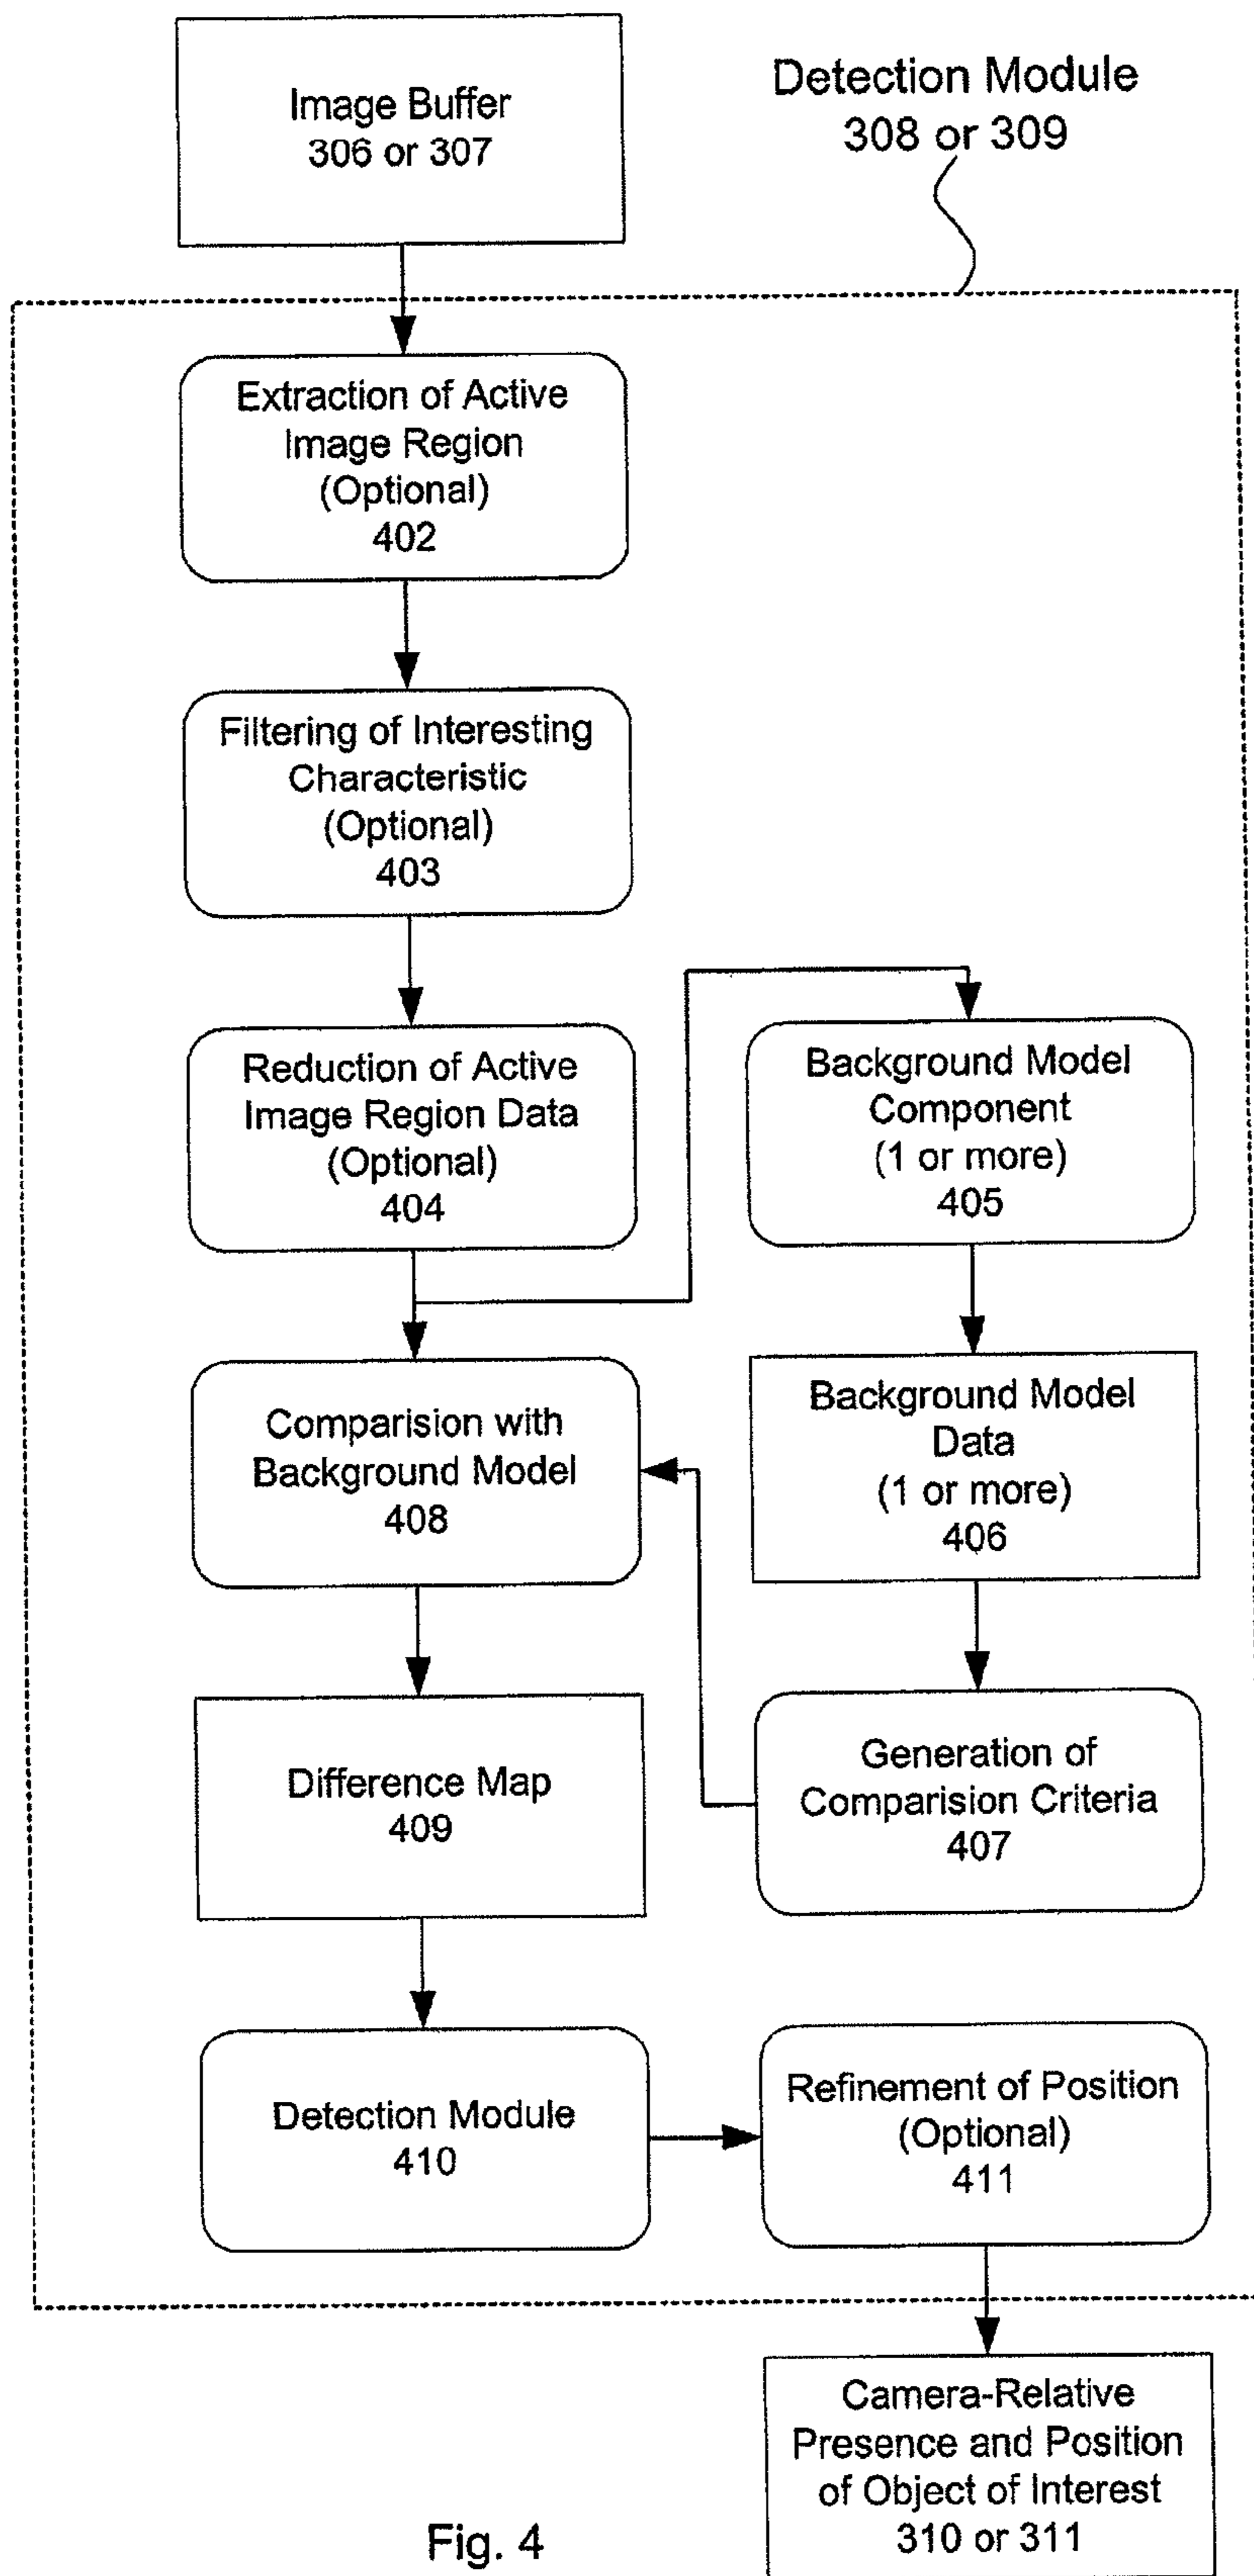 Image Buffer
306 or 307
Detection Module
308 or 309
Extraction of Active
Image Region
(Optional)
402
Filtering of Interesting
Characteristic
(Optional)
403
Reduction of Active
Image Region Data
(Optional)
404
Background Model
Component
(1 or more)
405
Comparision with
Background Model
408
Background Model
Data
(1 or more)
406
Difference Map
409
Generation of
Comparision Criteria
407
Detection Module
410
Refinement of Position
(Optional)
411
Camera-Relative
Presence and Position
of Object of Interest
310 or 311
Fig. 4